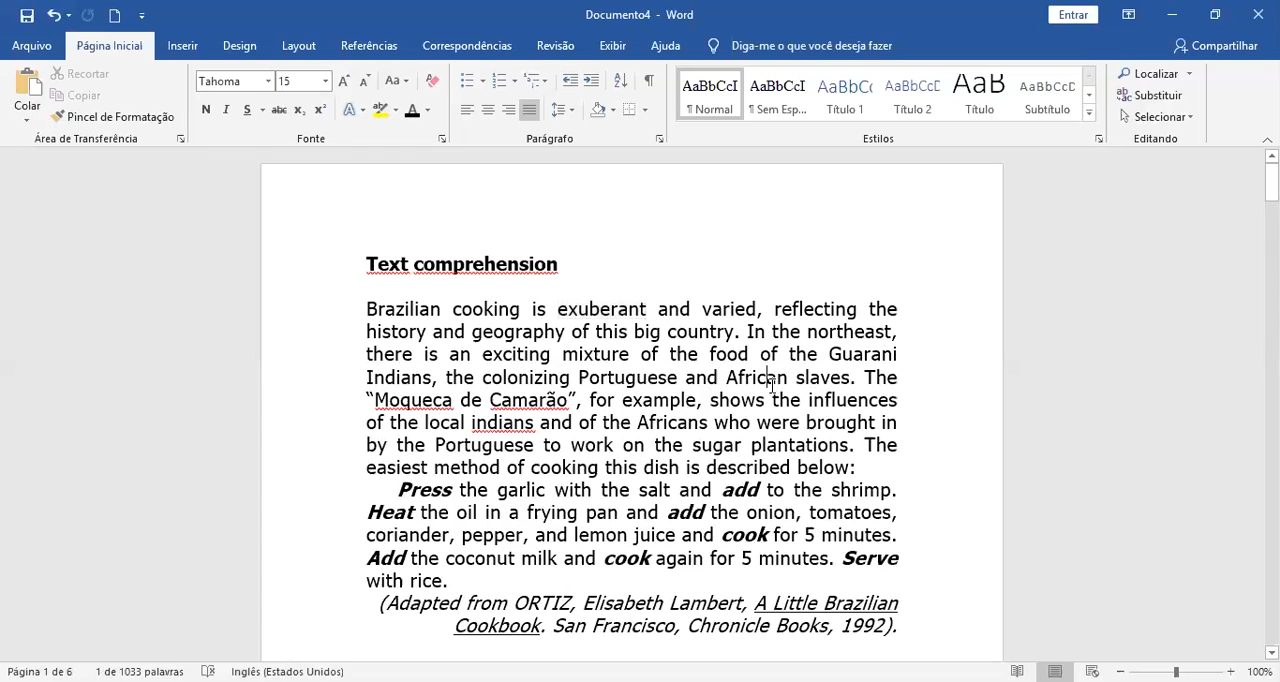 Documento4 - Word
Entrar
Arquivo Página Inicial Inserir Design Layout Referências Correspondências Revisão Exibir Ajuda Diga-me o que você deseja fazer Compartilhar
Colar
Recortar
Copiar
Pincel de Formatação
Área de Transferência
Tahoma 15 A A Aa
N I S abc x₂ x² A A
Fonte
Parágrafo
AaBbCcI AaBbCcI AaBbC AaBbCcD AaB AaBbCcD
¶ Normal ¶ Sem Esp... Título 1 Título 2 Título Subtítulo
Estilos
Localizar
Substituir
Selecionar
Editando
Text comprehension
Brazilian cooking is exuberant and varied, reflecting the
history and geography of this big country. In the northeast,
there is an exciting mixture of the food of the Guarani
Indians, the colonizing Portuguese and African slaves. The
“Moqueca de Camarão”, for example, shows the influences
of the local indians and of the Africans who were brought in
by the Portuguese to work on the sugar plantations. The
easiest method of cooking this dish is described below:
Press the garlic with the salt and add to the shrimp.
Heat the oil in a frying pan and add the onion, tomatoes,
coriander, pepper, and lemon juice and cook for 5 minutes.
Add the coconut milk and cook again for 5 minutes. Serve
with rice.
(Adapted from ORTIZ, Elisabeth Lambert, A Little Brazilian
Cookbook. San Francisco, Chronicle Books, 1992).
Página 1 de 6 1 de 1033 palavras Inglês (Estados Unidos) 100%